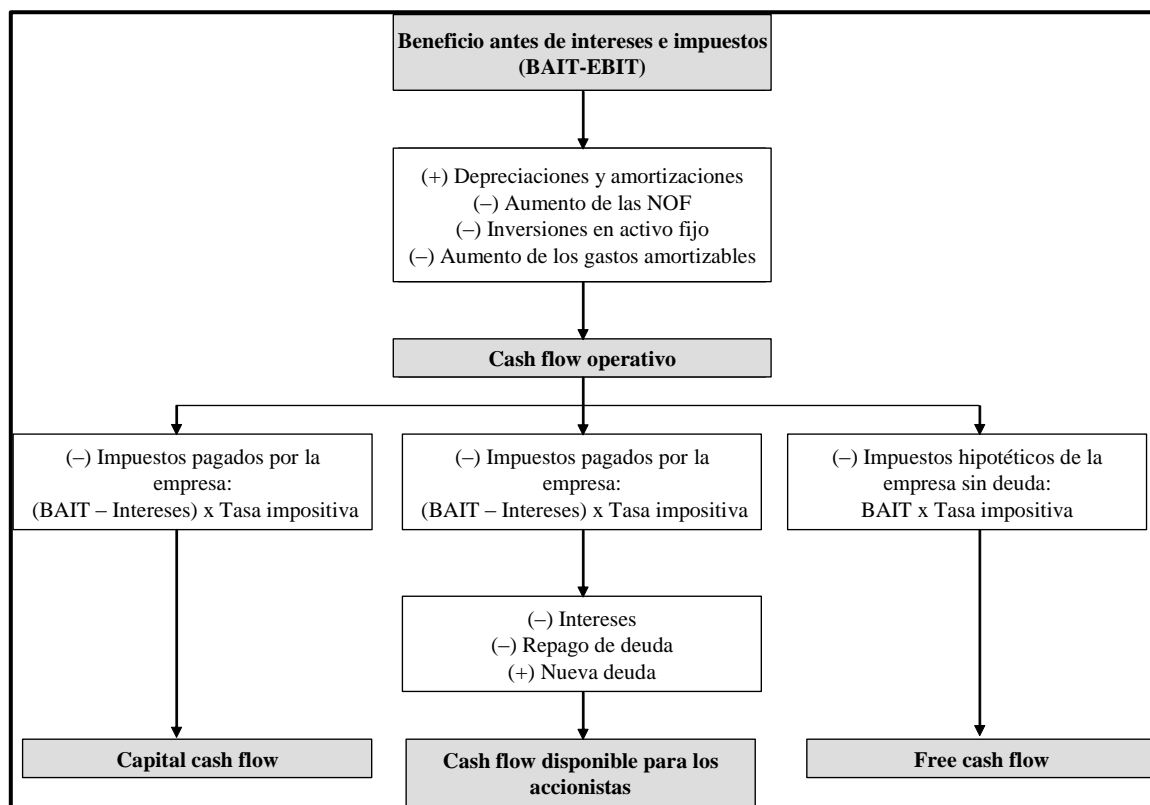 Beneficio antes de intereses e impuestos
(BAIT-EBIT)
(+) Depreciaciones y amortizaciones
(–) Aumento de las NOF
(–) Inversiones en activo fijo
(–) Aumento de los gastos amortizables
Cash flow operativo
(–) Impuestos pagados por la
empresa:
(BAIT – Intereses) x Tasa impositiva
(–) Impuestos pagados por la
empresa:
(BAIT – Intereses) x Tasa impositiva
(–) Impuestos hipotéticos de la
empresa sin deuda:
BAIT x Tasa impositiva
(–) Intereses
(–) Repago de deuda
(+) Nueva deuda
Capital cash flow
Cash flow disponible para los
accionistas
Free cash flow